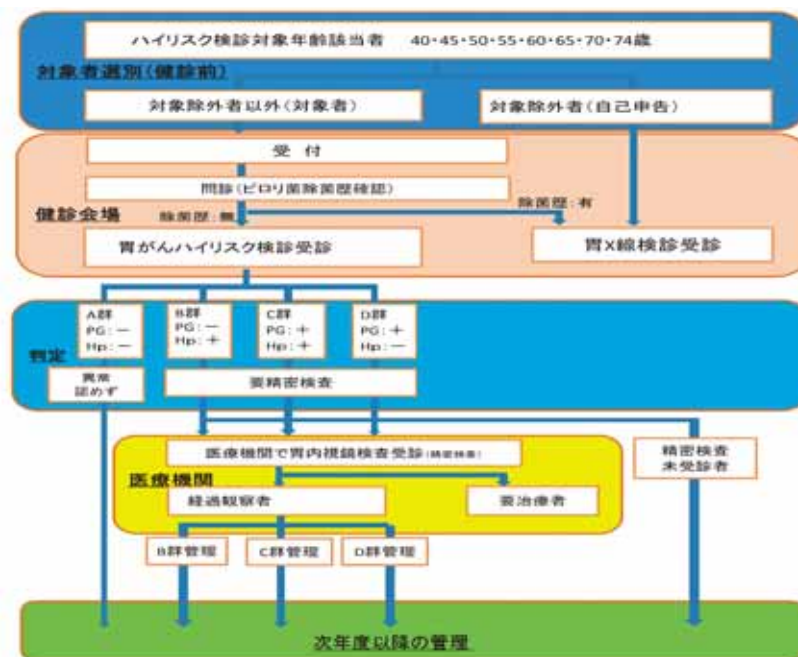 ハイリスク検診対象年齢該当者 40・45・50・55・60・65・70・74歳
対象者選別(健診前)
対象除外者以外(対象者)
対象除外者(自己申告)
受 付
問診(ピロリ菌除菌歴確認)
除菌歴:無
除菌歴:有
健診会場
胃がんハイリスク検診受診
胃X線検診受診
A群
PG:−
Hp:−
B群
PG:−
Hp:+
C群
PG:+
Hp:+
D群
PG:+
Hp:−
判定
異常
認めず
要精密検査
医療機関で胃内視鏡検査受診(精密検査)
精密検査
未受診者
医療機関
経過観察者
要治療者
B群管理
C群管理
D群管理
次年度以降の管理